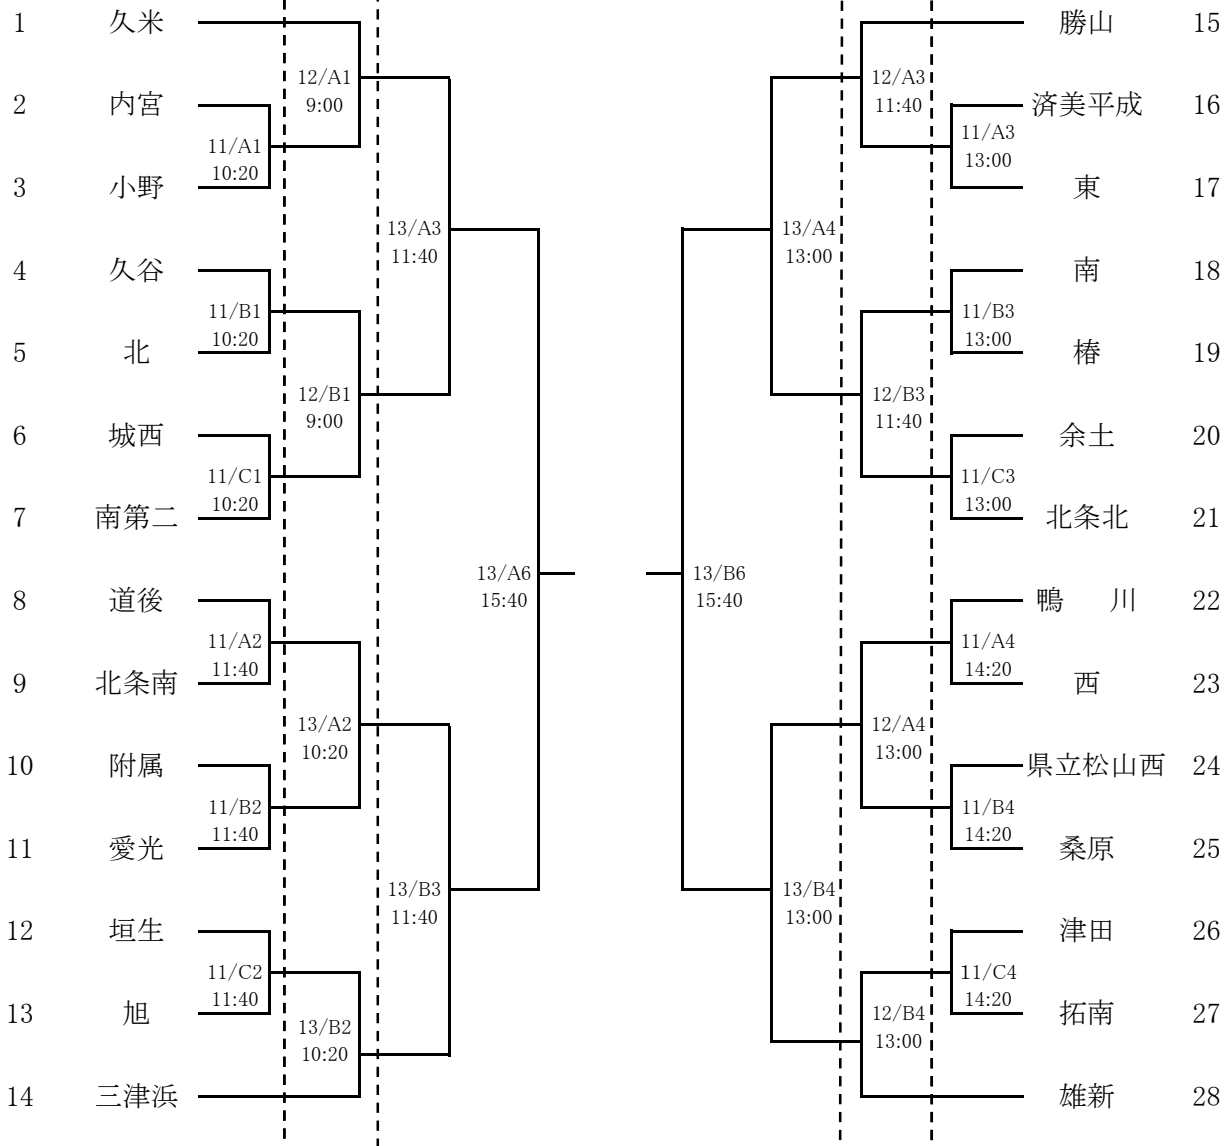 1 久米
12/A1
9:00
2 内宮
11/A1
10:20
3 小野
13/A3
11:40
4 久谷
11/B1
10:20
5 北
12/B1
9:00
6 城西
11/C1
10:20
7 南第二
13/A6
15:40
8 道後
11/A2
11:40
9 北条南
13/A2
10:20
10 附属
11/B2
11:40
11 愛光
13/B3
11:40
12 垣生
11/C2
11:40
13 旭
13/B2
10:20
14 三津浜
勝山 15
12/A3
11:40
済美平成 16
11/A3
13:00
東 17
13/A4
13:00
南 18
11/B3
13:00
椿 19
12/B3
11:40
余土 20
11/C3
13:00
北条北 21
13/B6
15:40
鴨 川 22
11/A4
14:20
西 23
12/A4
13:00
県立松山西 24
11/B4
14:20
桑原 25
13/B4
13:00
津田 26
11/C4
14:20
拓南 27
12/B4
13:00
雄新 28